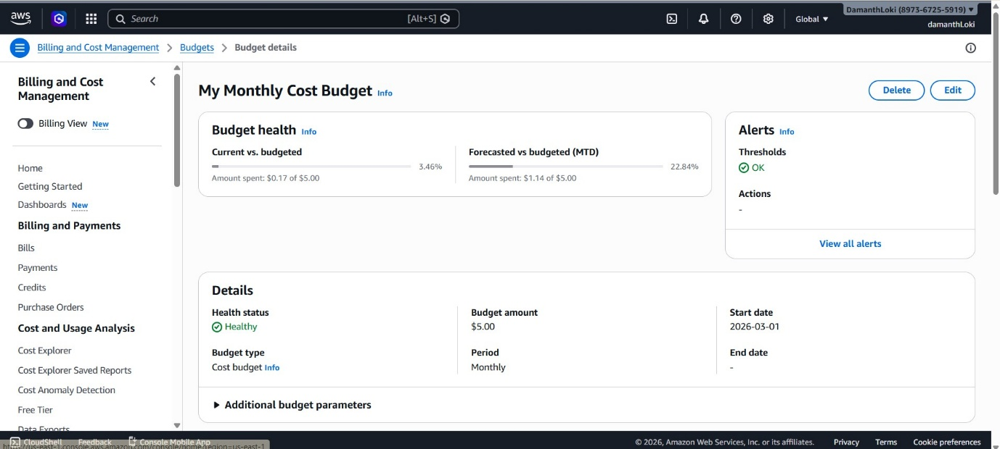 aws
Search [Alt+S]
Global ▼
DamanthLoki (8973-6725-5919) ▼
damanthLoki
Billing and Cost Management > Budgets > Budget details
Billing and Cost
Management
Billing View New
Home
Getting Started
Dashboards New
Billing and Payments
Bills
Payments
Credits
Purchase Orders
Cost and Usage Analysis
Cost Explorer
Cost Explorer Saved Reports
Cost Anomaly Detection
Free Tier
Data Exports
My Monthly Cost Budget Info
Delete
Edit
Budget health Info
Current vs. budgeted
3.46%
Amount spent: $0.17 of $5.00
Forecasted vs budgeted (MTD)
22.84%
Amount spent: $1.14 of $5.00
Alerts Info
Thresholds
OK
Actions
-
View all alerts
Details
Health status
Healthy
Budget type
Cost budget Info
Budget amount
$5.00
Period
Monthly
Start date
2026-03-01
End date
-
Additional budget parameters
CloudShell Feedback Console Mobile App
https://us-east-1.console.aws.amazon.com/console/home?region=us-east-1
© 2026, Amazon Web Services, Inc. or its affiliates. Privacy Terms Cookie preferences